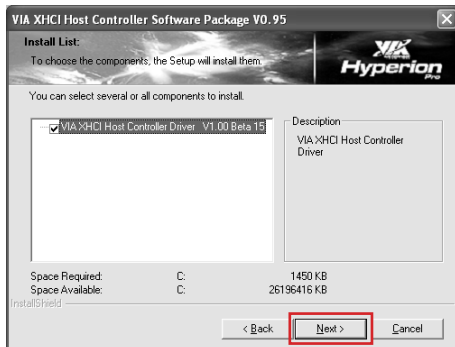 VIA XHCI Host Controller Software Package V0.95
Install List:
To choose the components, the Setup will install them.
VIA
Hyperion
Pro
You can select several or all components to install.
VIA XHCI Host Controller Driver V1.00 Beta 15
Description
VIA XHCI Host Controller
Driver
Space Required: C: 1450 KB
Space Available: C: 26196416 KB
InstallShield
< Back Next > Cancel